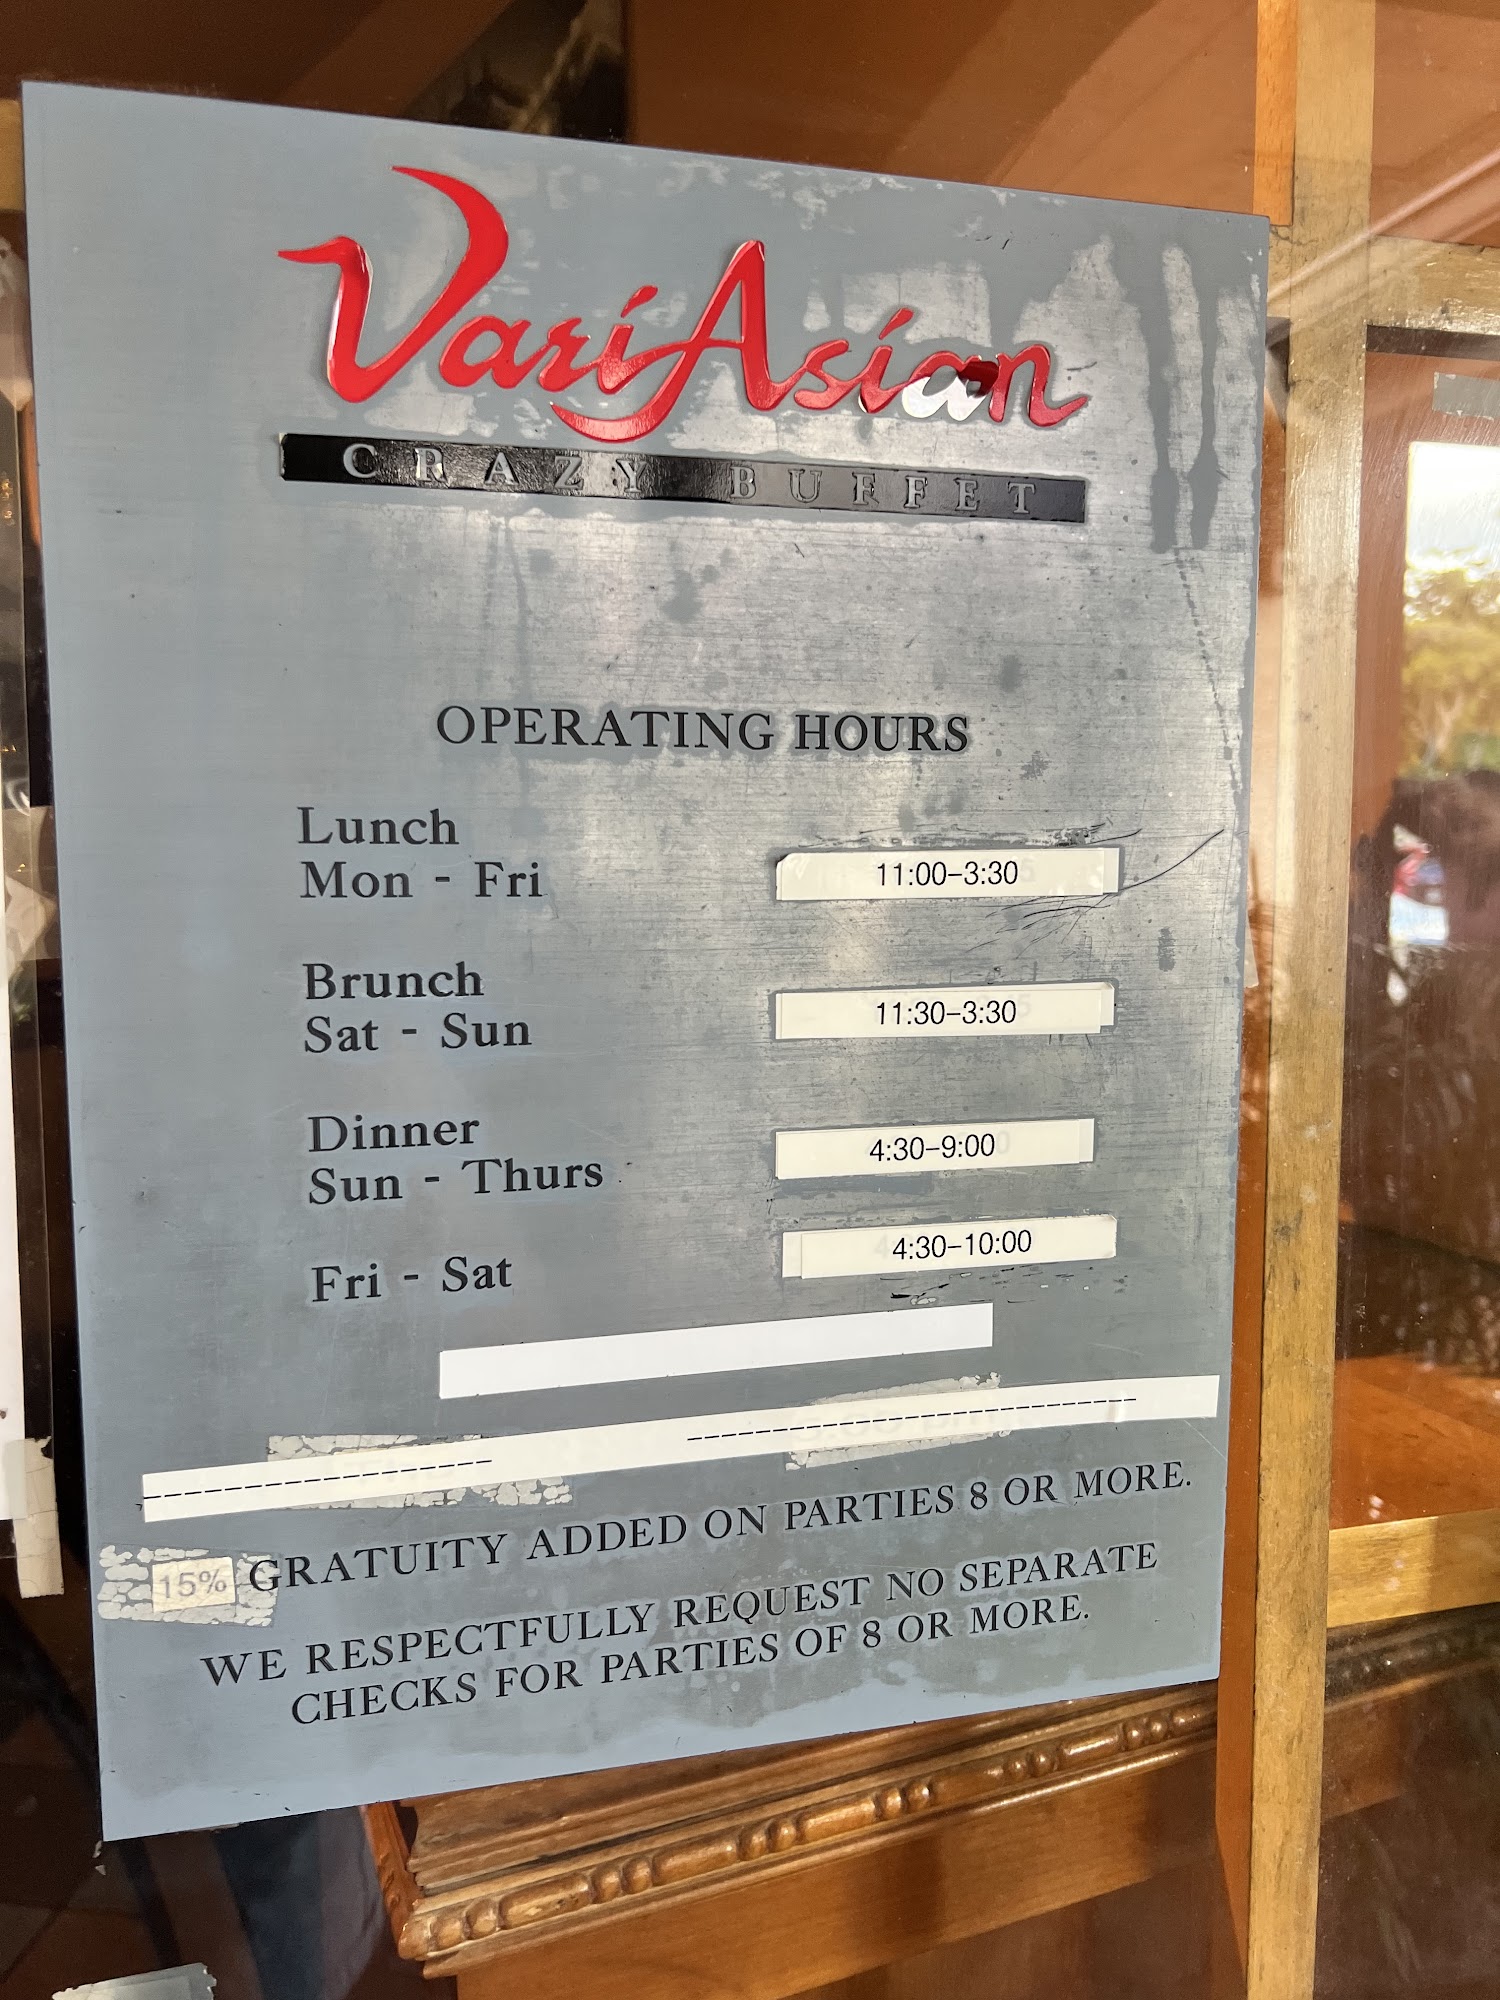 VariAsian
CRAZY BUFFET
OPERATING HOURS
Lunch
Mon - Fri 11:00-3:30
Brunch
Sat - Sun 11:30-3:30
Dinner
Sun - Thurs 4:30-9:00
Fri - Sat 4:30-10:00
15% GRATUITY ADDED ON PARTIES 8 OR MORE.
WE RESPECTFULLY REQUEST NO SEPARATE
CHECKS FOR PARTIES OF 8 OR MORE.